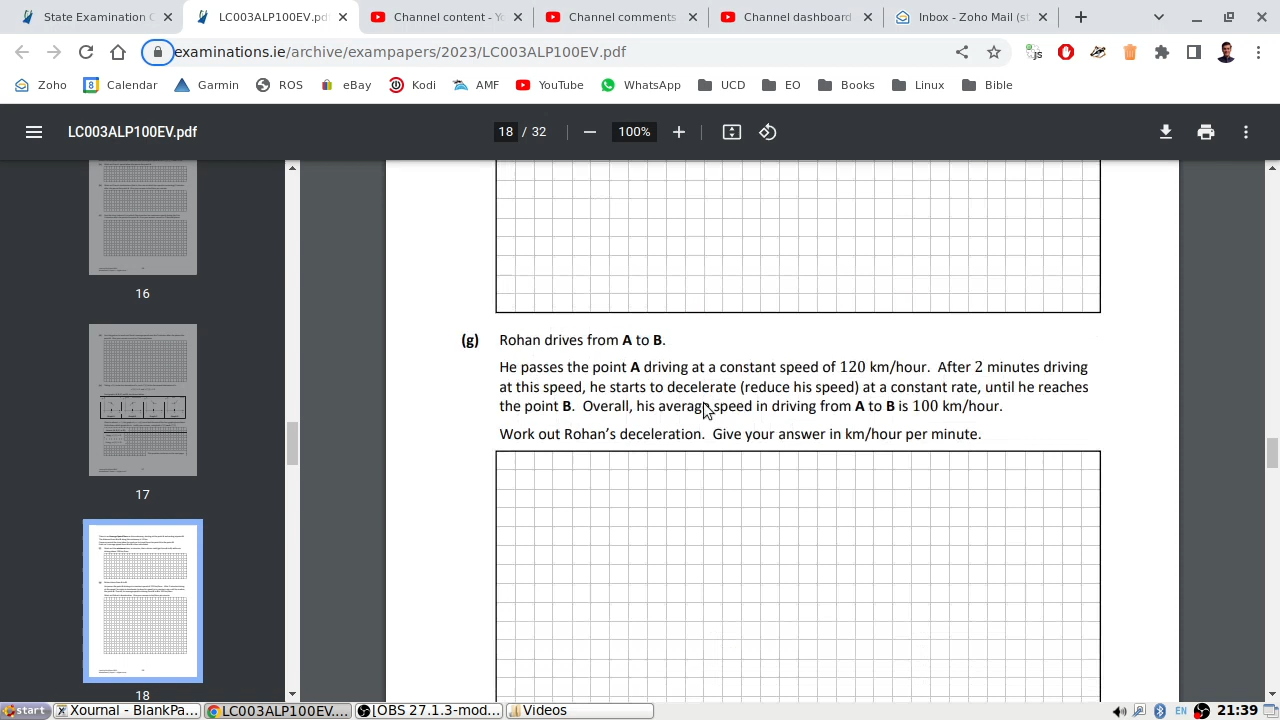 State Examination C
LC003ALP100EV.pdf
Channel content - Yo
Channel comments
Channel dashboard
Inbox - Zoho Mail (st
examinations.ie/archive/exampapers/2023/LC003ALP100EV.pdf
Zoho
Calendar
Garmin
ROS
eBay
Kodi
AMF
YouTube
WhatsApp
UCD
EO
Books
Linux
Bible
LC003ALP100EV.pdf
18 / 32
100%
16
17
18
(g) Rohan drives from A to B.
He passes the point A driving at a constant speed of 120 km/hour. After 2 minutes driving
at this speed, he starts to decelerate (reduce his speed) at a constant rate, until he reaches
the point B. Overall, his average speed in driving from A to B is 100 km/hour.
Work out Rohan's deceleration. Give your answer in km/hour per minute.
start
Xournal - BlankPa...
LC003ALP100EV....
[OBS 27.1.3-mod...
Videos
EN
21:39